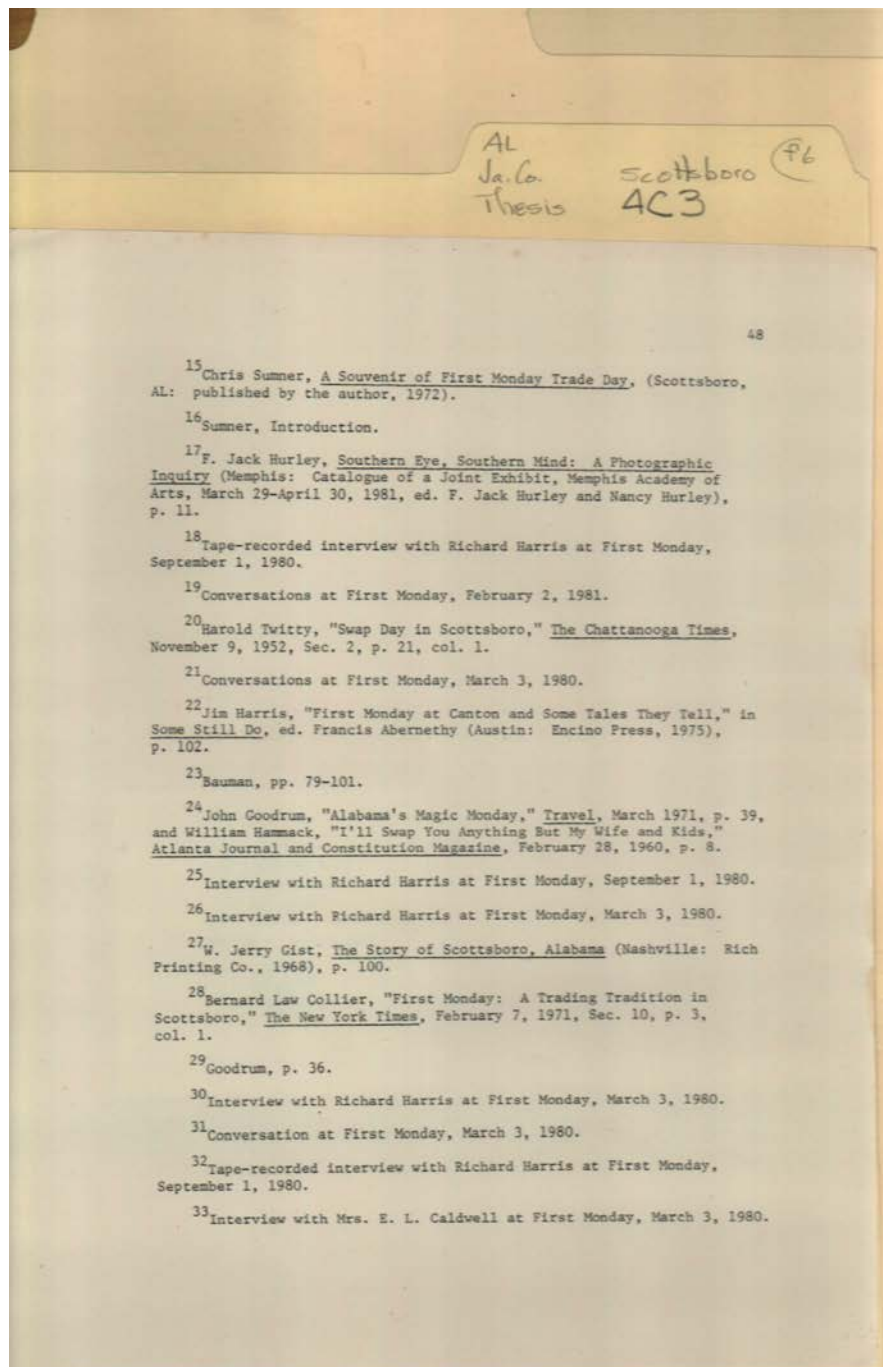 AL
Ja. Co. Scottsboro P6
Thesis 4C3
48
15Chris Sumner, A Souvenir of First Monday Trade Day, (Scottsboro,
AL: published by the author, 1972).
16Sumner, Introduction.
17F. Jack Hurley, Southern Eye, Southern Mind: A Photographic
Inquiry (Memphis: Catalogue of a Joint Exhibit, Memphis Academy of
Arts, March 29-April 30, 1981, ed. F. Jack Hurley and Nancy Hurley),
p. 11.
18Tape-recorded interview with Richard Harris at First Monday,
September 1, 1980.
19Conversations at First Monday, February 2, 1981.
20Harold Twitty, "Swap Day in Scottsboro," The Chattanooga Times,
November 9, 1952, Sec. 2, p. 21, col. 1.
21Conversations at First Monday, March 3, 1980.
22Jim Harris, "First Monday at Canton and Some Tales They Tell," in
Some Still Do, ed. Francis Abernethy (Austin: Encino Press, 1975),
p. 102.
23Bauman, pp. 79-101.
24John Goodrum, "Alabama's Magic Monday," Travel, March 1971, p. 39,
and William Hammack, "I'll Swap You Anything But My Wife and Kids,"
Atlanta Journal and Constitution Magazine, February 28, 1960, p. 8.
25Interview with Richard Harris at First Monday, September 1, 1980.
26Interview with Richard Harris at First Monday, March 3, 1980.
27W. Jerry Gist, The Story of Scottsboro, Alabama (Nashville: Rich
Printing Co., 1968), p. 100.
28Bernard Law Collier, "First Monday: A Trading Tradition in
Scottsboro," The New York Times, February 7, 1971, Sec. 10, p. 3,
col. 1.
29Goodrum, p. 36.
30Interview with Richard Harris at First Monday, March 3, 1980.
31Conversation at First Monday, March 3, 1980.
32Tape-recorded interview with Richard Harris at First Monday,
September 1, 1980.
33Interview with Mrs. E. L. Caldwell at First Monday, March 3, 1980.